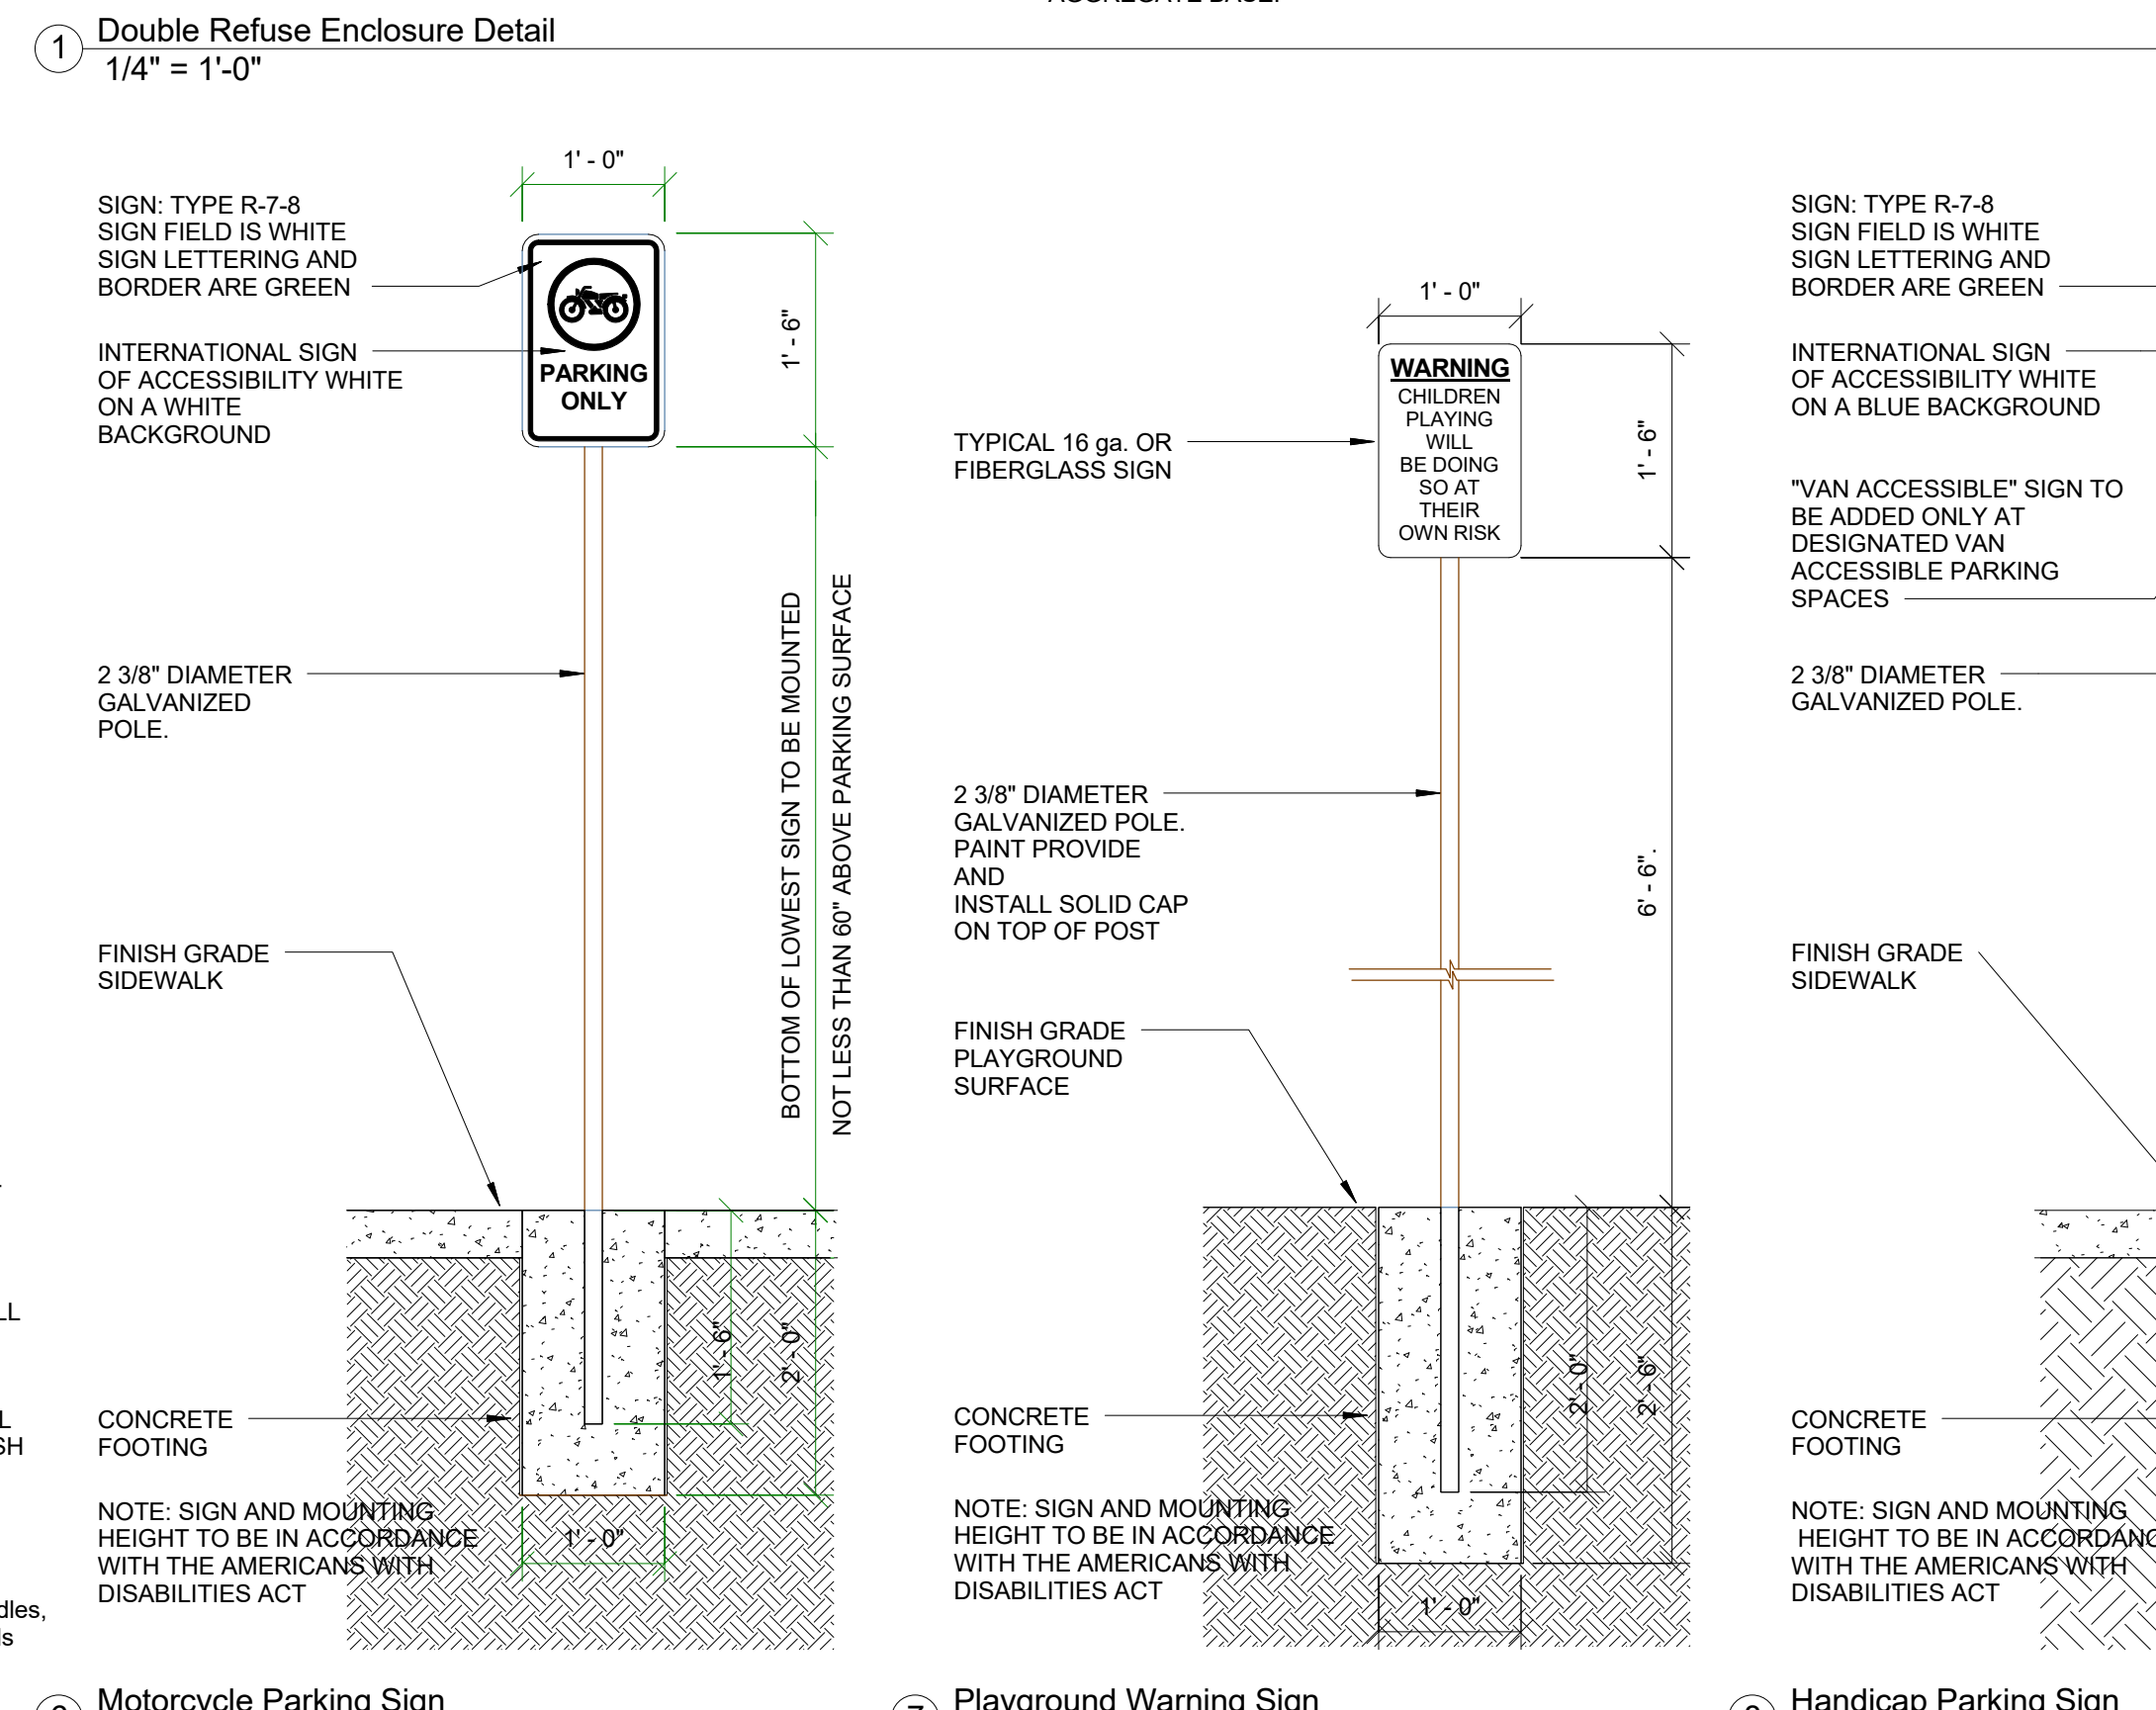 1
Double Refuse Enclosure Detail
1/4" = 1'-0"
1' - 0"
SIGN: TYPE R-7-8
SIGN FIELD IS WHITE
SIGN LETTERING AND
BORDER ARE GREEN
INTERNATIONAL SIGN
OF ACCESSIBILITY WHITE
ON A WHITE
BACKGROUND
PARKING
ONLY
1' - 6"
2 3/8" DIAMETER
GALVANIZED
POLE.
BOTTOM OF LOWEST SIGN TO BE MOUNTED
NOT LESS THAN 60" ABOVE PARKING SURFACE
FINISH GRADE
SIDEWALK
1' - 6"
2' - 0"
CONCRETE
FOOTING
NOTE: SIGN AND MOUNTING
HEIGHT TO BE IN ACCORDANCE
WITH THE AMERICANS WITH
DISABILITIES ACT
1' - 0"
Motorcycle Parking Sign
1' - 0"
WARNING
CHILDREN
PLAYING
WILL
BE DOING
SO AT
THEIR
OWN RISK
TYPICAL 16 ga. OR
FIBERGLASS SIGN
1' - 6"
2 3/8" DIAMETER
GALVANIZED POLE.
PAINT PROVIDE
AND
INSTALL SOLID CAP
ON TOP OF POST
6' - 6".
FINISH GRADE
PLAYGROUND
SURFACE
2' - 0"
2' - 6"
CONCRETE
FOOTING
NOTE: SIGN AND MOUNTING
HEIGHT TO BE IN ACCORDANCE
WITH THE AMERICANS WITH
DISABILITIES ACT
1' - 0"
7
Playground Warning Sign
SIGN: TYPE R-7-8
SIGN FIELD IS WHITE
SIGN LETTERING AND
BORDER ARE GREEN
INTERNATIONAL SIGN
OF ACCESSIBILITY WHITE
ON A BLUE BACKGROUND
"VAN ACCESSIBLE" SIGN TO
BE ADDED ONLY AT
DESIGNATED VAN
ACCESSIBLE PARKING
SPACES
2 3/8" DIAMETER
GALVANIZED POLE.
FINISH GRADE
SIDEWALK
CONCRETE
FOOTING
NOTE: SIGN AND MOUNTING
HEIGHT TO BE IN ACCORDANC
WITH THE AMERICANS WITH
DISABILITIES ACT
Handicap Parking Sign